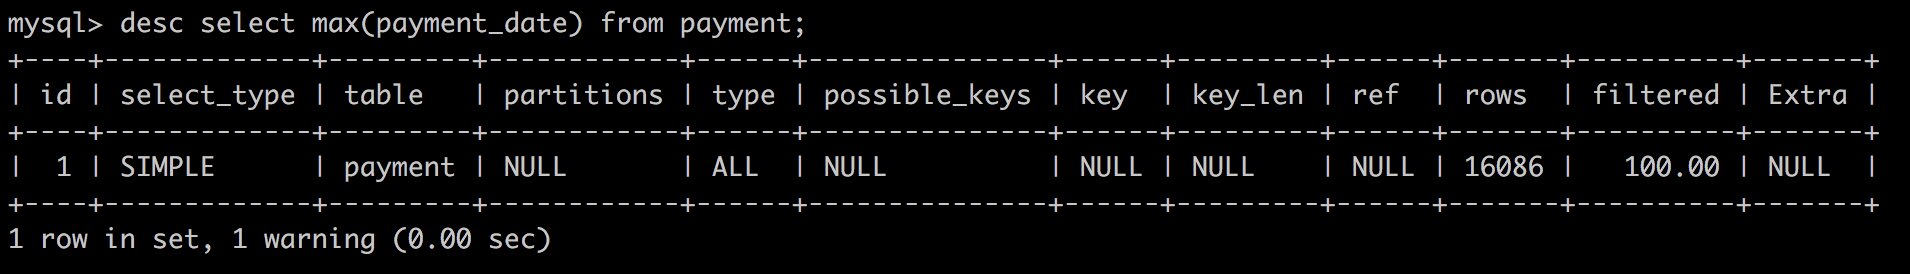 mysql> desc select max(payment_date) from payment;
+----+-------------+---------+------------+------+---------------+------+---------+------+-------+----------+-------+
| id | select_type | table   | partitions | type | possible_keys | key  | key_len | ref  | rows  | filtered | Extra |
+----+-------------+---------+------------+------+---------------+------+---------+------+-------+----------+-------+
|  1 | SIMPLE      | payment | NULL       | ALL  | NULL          | NULL | NULL    | NULL | 16086 |   100.00 | NULL  |
+----+-------------+---------+------------+------+---------------+------+---------+------+-------+----------+-------+
1 row in set, 1 warning (0.00 sec)